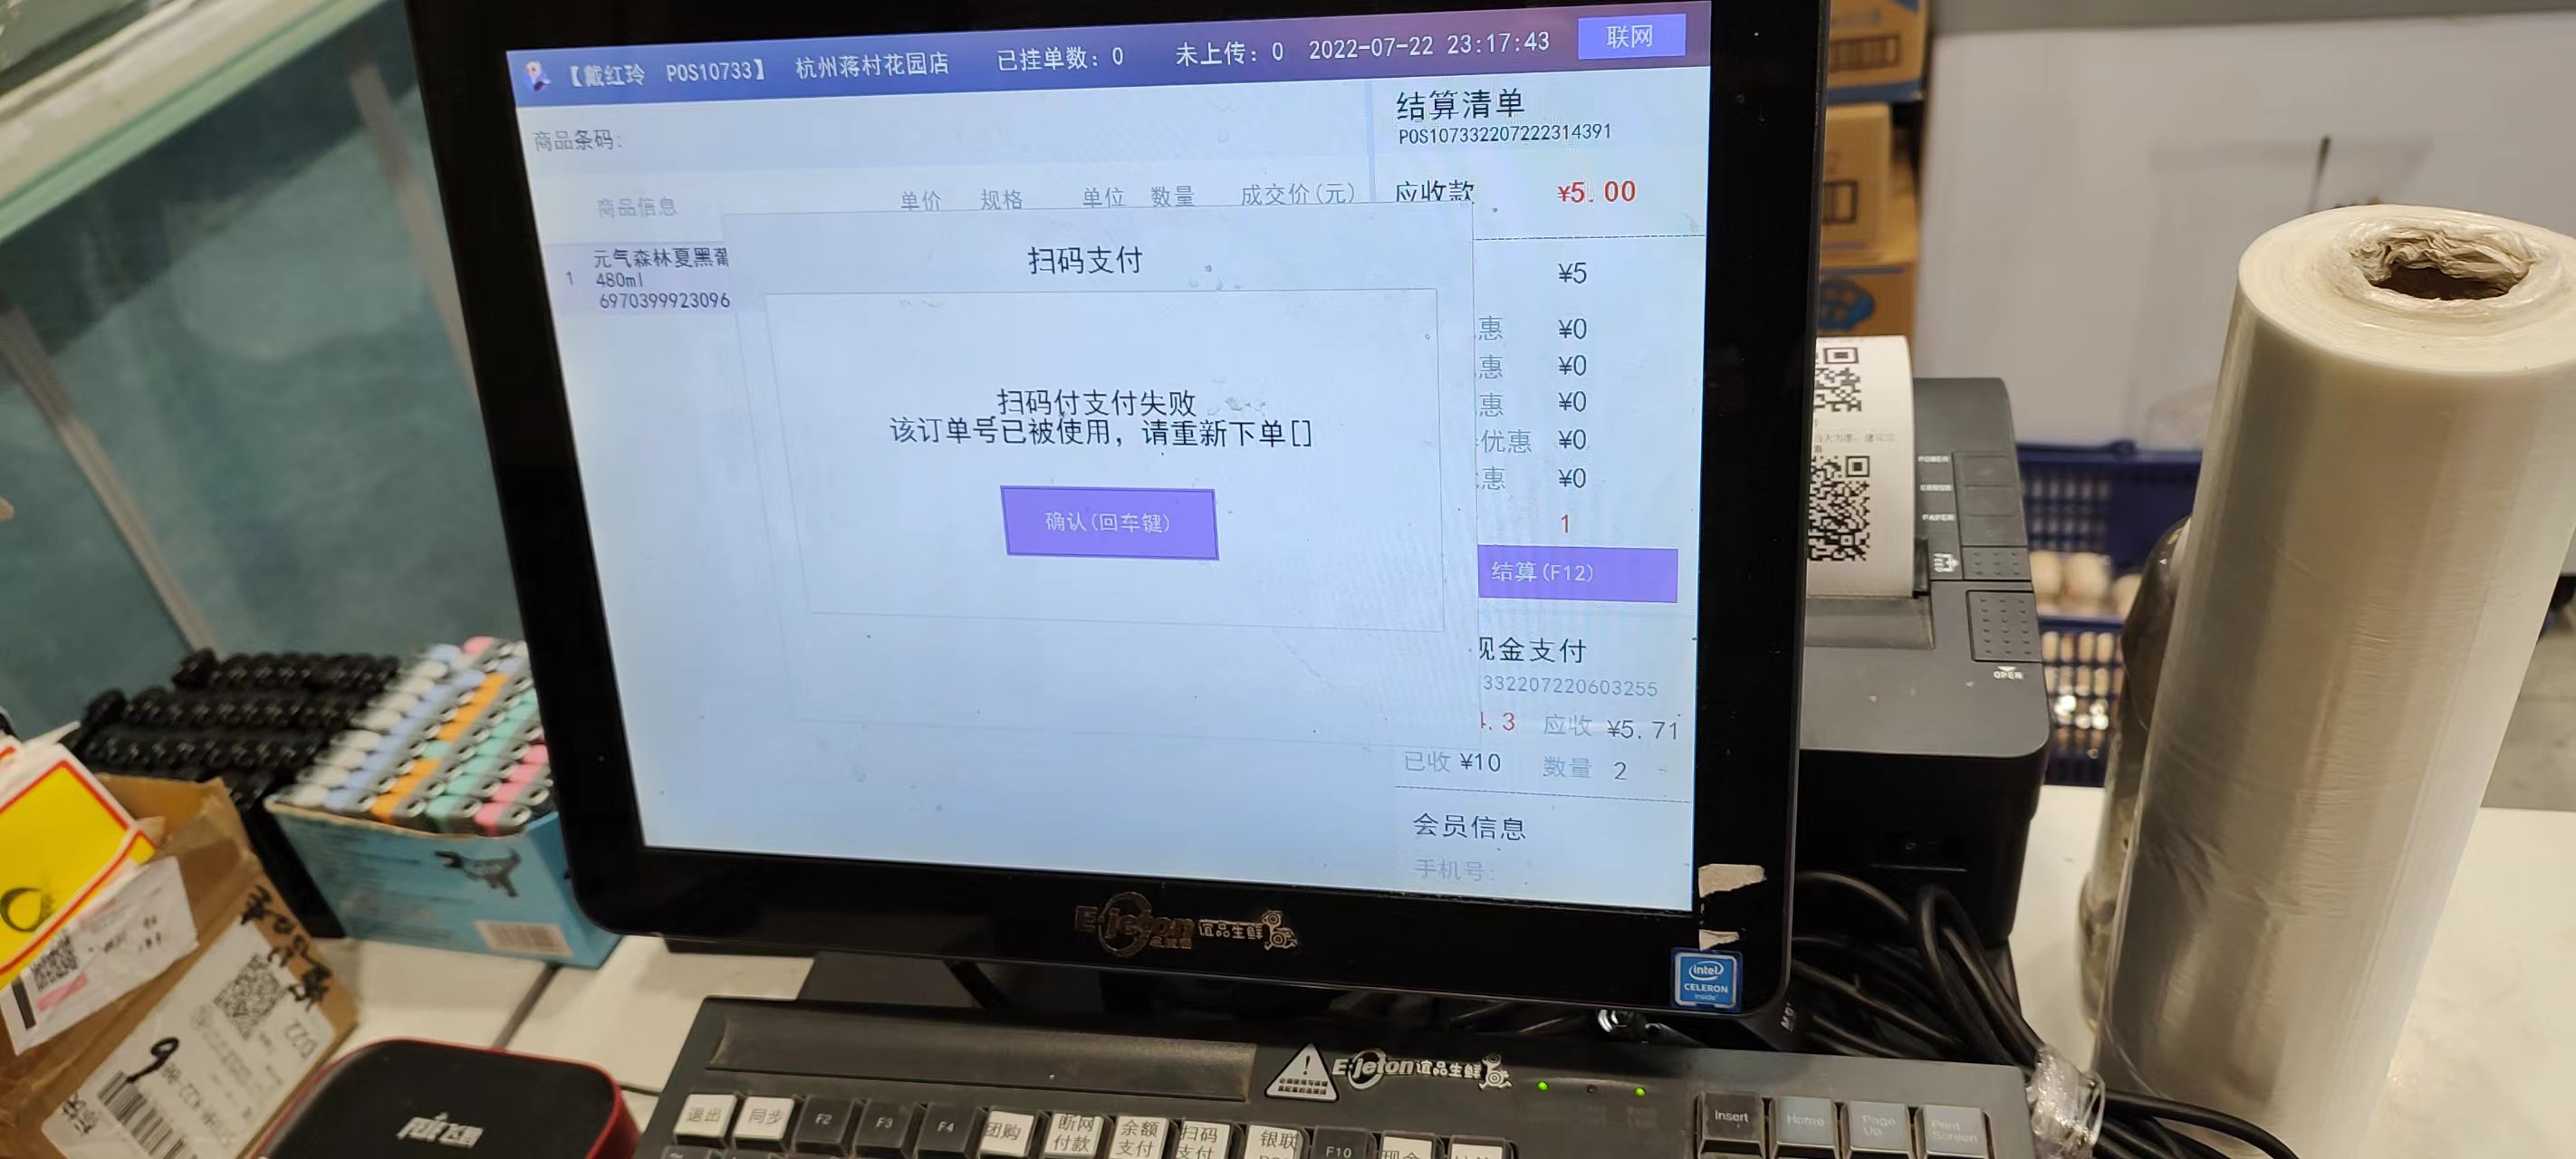 【戴红玲 POS10733】 杭州蒋村花园店 已挂单数: 0 未上传: 0 2022-07-22 23:17:43 联网
商品条码:
结算清单
POS107332207222314391
应收款 ¥5.00
商品信息 单价 规格 单位 数量 成交价(元)
1 元气森林夏黑葡
480ml
6970399923096
扫码支付
扫码付支付失败
该订单号已被使用，请重新下单[]
确认(回车键)
¥5
惠 ¥0
惠 ¥0
惠 ¥0
优惠 ¥0
惠 ¥0
1
结算(F12)
现金支付
332207220603255
.3 应收 ¥5.71
已收 ¥10 数量 2
会员信息
手机号:
E·jeton 谊品生鲜
intel
CELERON
inside
POWER
ERROR
PAPER
OPEN
E·jeton 谊品生鲜
退出 同步 F2 F3 F4 团购 断网付款 余额支付 扫码支付 银联 F10 现金
Insert Home Page Up Print Screen
D22